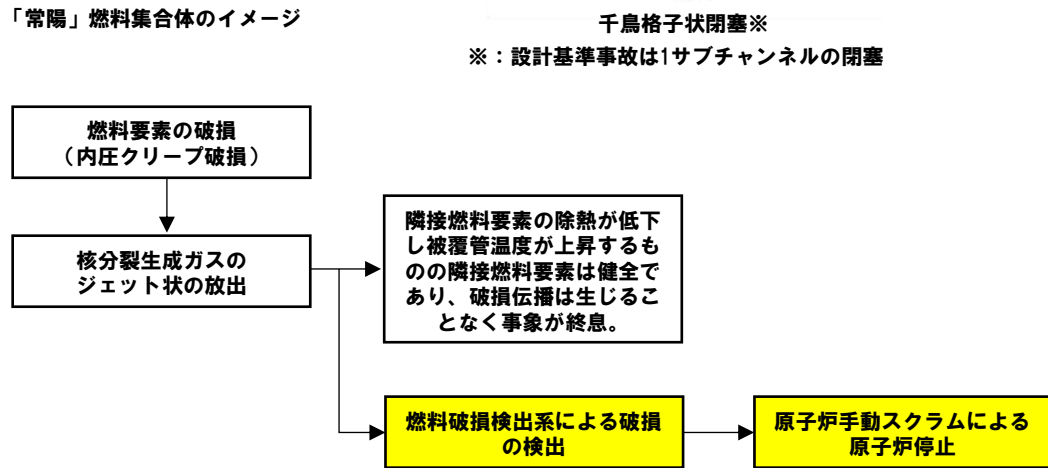 「常陽」燃料集合体のイメージ
千鳥格子状閉塞※
※：設計基準事故は1サブチャンネルの閉塞
燃料要素の破損
（内圧クリープ破損）
核分裂生成ガスの
ジェット状の放出
隣接燃料要素の除熱が低下
し被覆管温度が上昇するも
のの隣接燃料要素は健全で
あり、破損伝播は生じるこ
となく事象が終息。
燃料破損検出系による破損
の検出
原子炉手動スクラムによる
原子炉停止